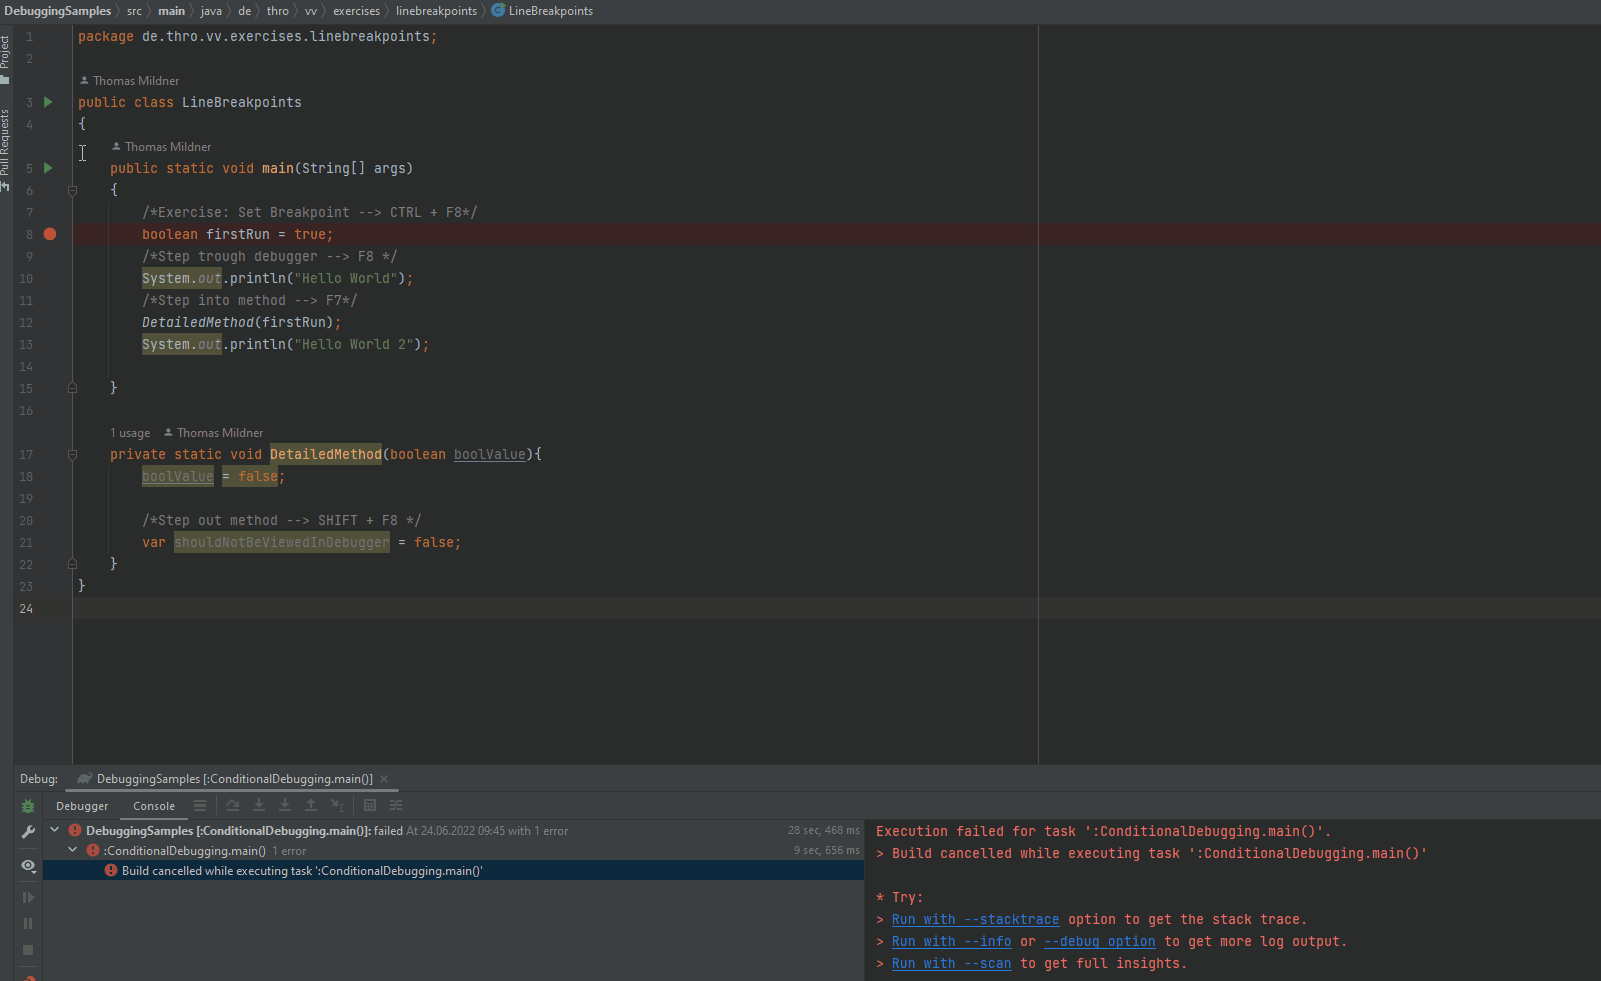 DebuggingSamples src main java de thro vv exercises linebreakpoints LineBreakpoints
Project
Pull Requests
1 package de.thro.vv.exercises.linebreakpoints;
2
Thomas Mildner
3 public class LineBreakpoints
4 {
Thomas Mildner
5 public static void main(String[] args)
6 {
7 /*Exercise: Set Breakpoint --> CTRL + F8*/
8 boolean firstRun = true;
9 /*Step trough debugger --> F8 */
10 System.out.println("Hello World");
11 /*Step into method --> F7*/
12 DetailedMethod(firstRun);
13 System.out.println("Hello World 2");
14
15 }
16
1 usage Thomas Mildner
17 private static void DetailedMethod(boolean boolValue){
18 boolValue = false;
19
20 /*Step out method --> SHIFT + F8 */
21 var shouldNotBeViewedInDebugger = false;
22 }
23 }
24
Debug: DebuggingSamples [:ConditionalDebugging.main()]
Debugger Console
DebuggingSamples [:ConditionalDebugging.main()]: failed At 24.06.2022 09:45 with 1 error 28 sec, 468 ms
:ConditionalDebugging.main() 1 error 9 sec, 656 ms
Build cancelled while executing task ':ConditionalDebugging.main()'
Execution failed for task ':ConditionalDebugging.main()'.
> Build cancelled while executing task ':ConditionalDebugging.main()'
* Try:
> Run with --stacktrace option to get the stack trace.
> Run with --info or --debug option to get more log output.
> Run with --scan to get full insights.